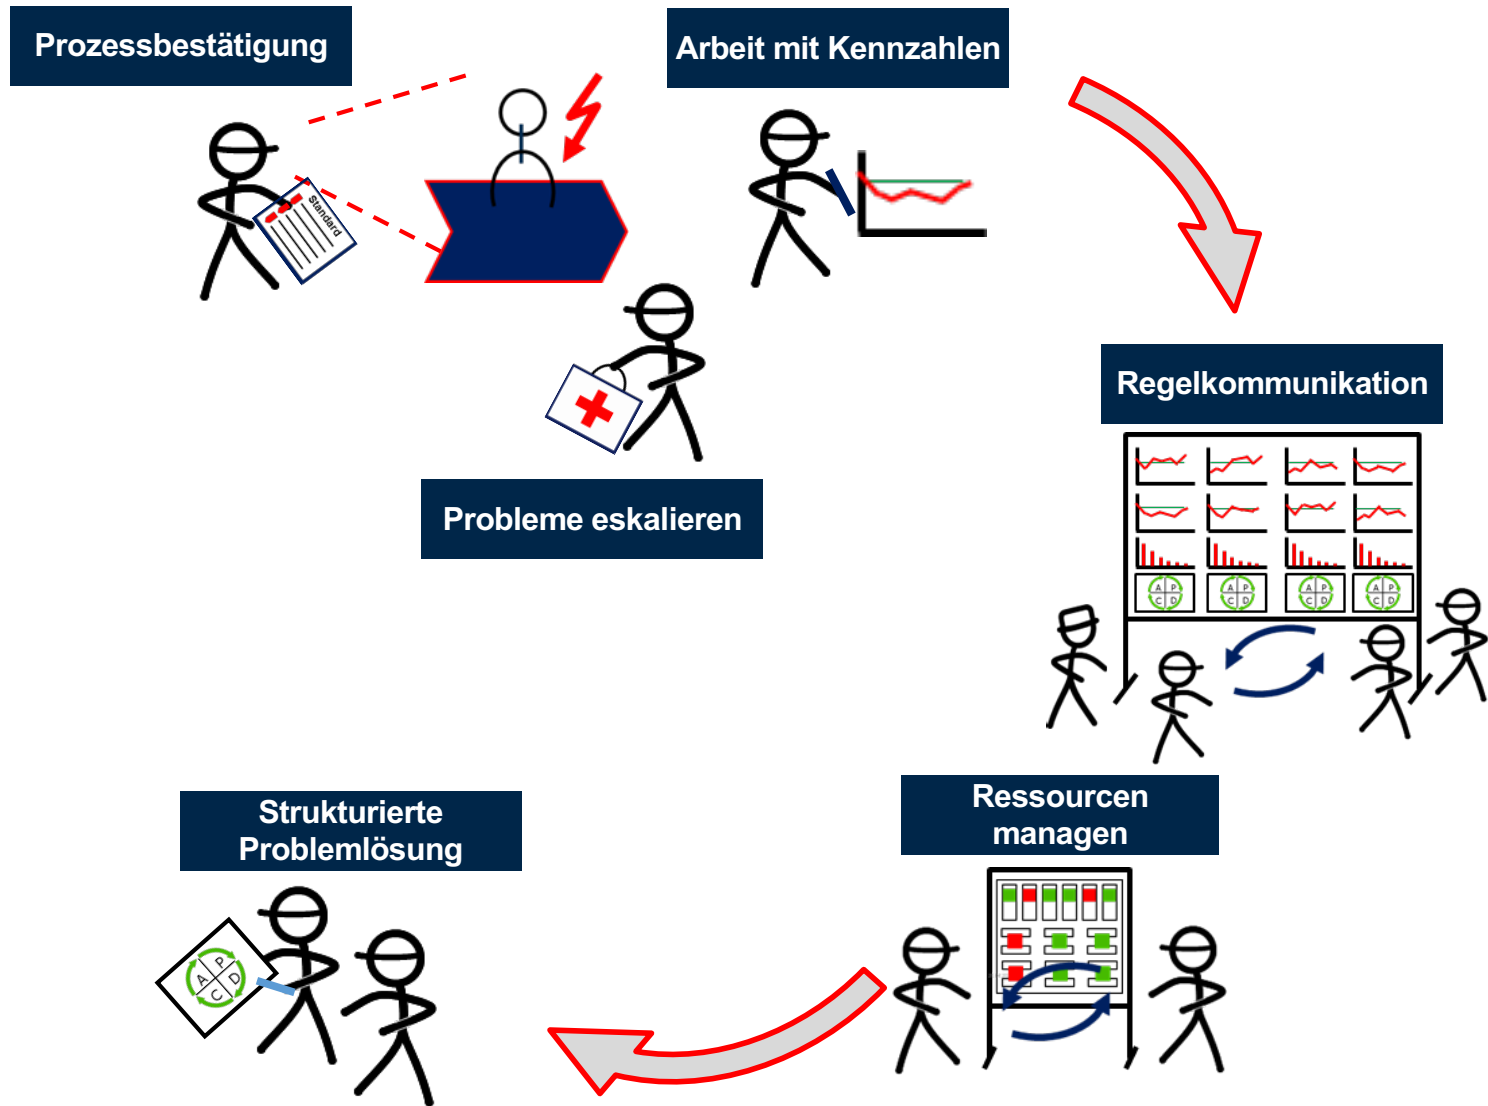 Prozessbestätigung
Arbeit mit Kennzahlen
Standard
Regelkommunikation
Probleme eskalieren
A P
C D
A P
C D
A P
C D
A P
C D
Ressourcen
managen
Strukturierte
Problemlösung
A P
C D